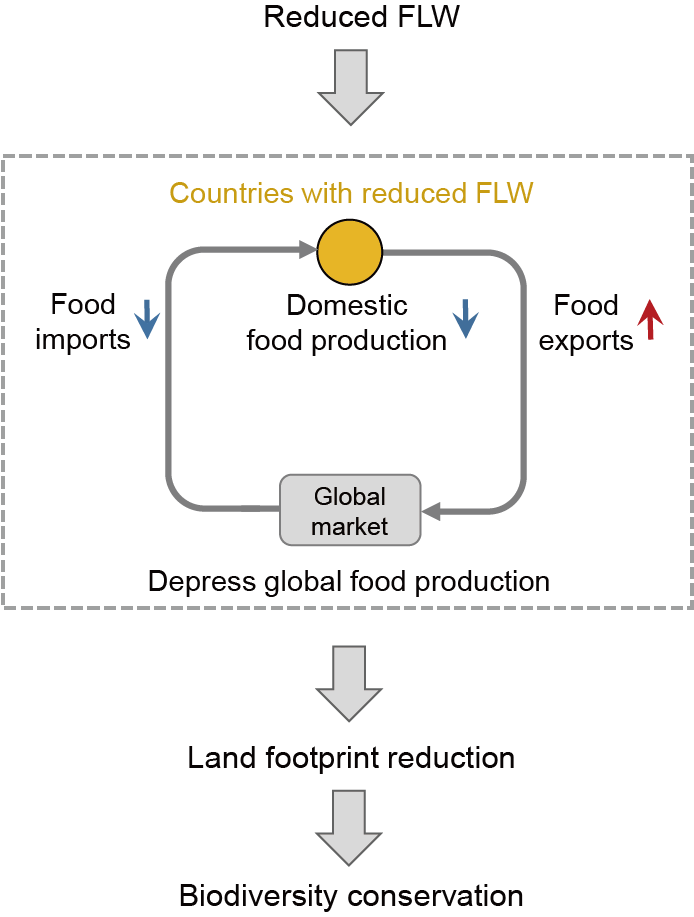 Reduced FLW
Countries with reduced FLW
Food
imports
Domestic
food production
Food
exports
Global
market
Depress global food production
Land footprint reduction
Biodiversity conservation